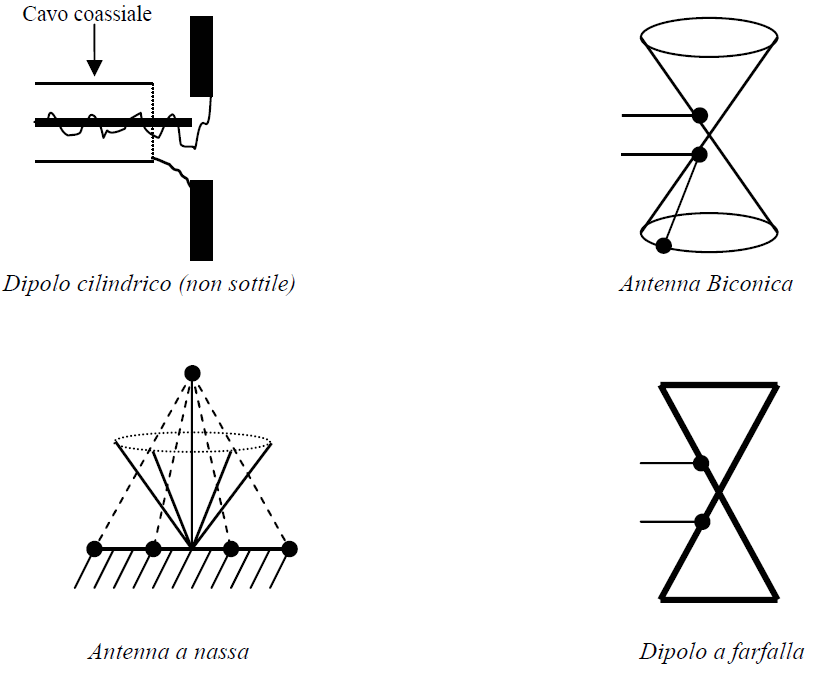 Cavo coassiale
Dipolo cilindrico (non sottile)
Antenna Biconica
Antenna a nassa
Dipolo a farfalla